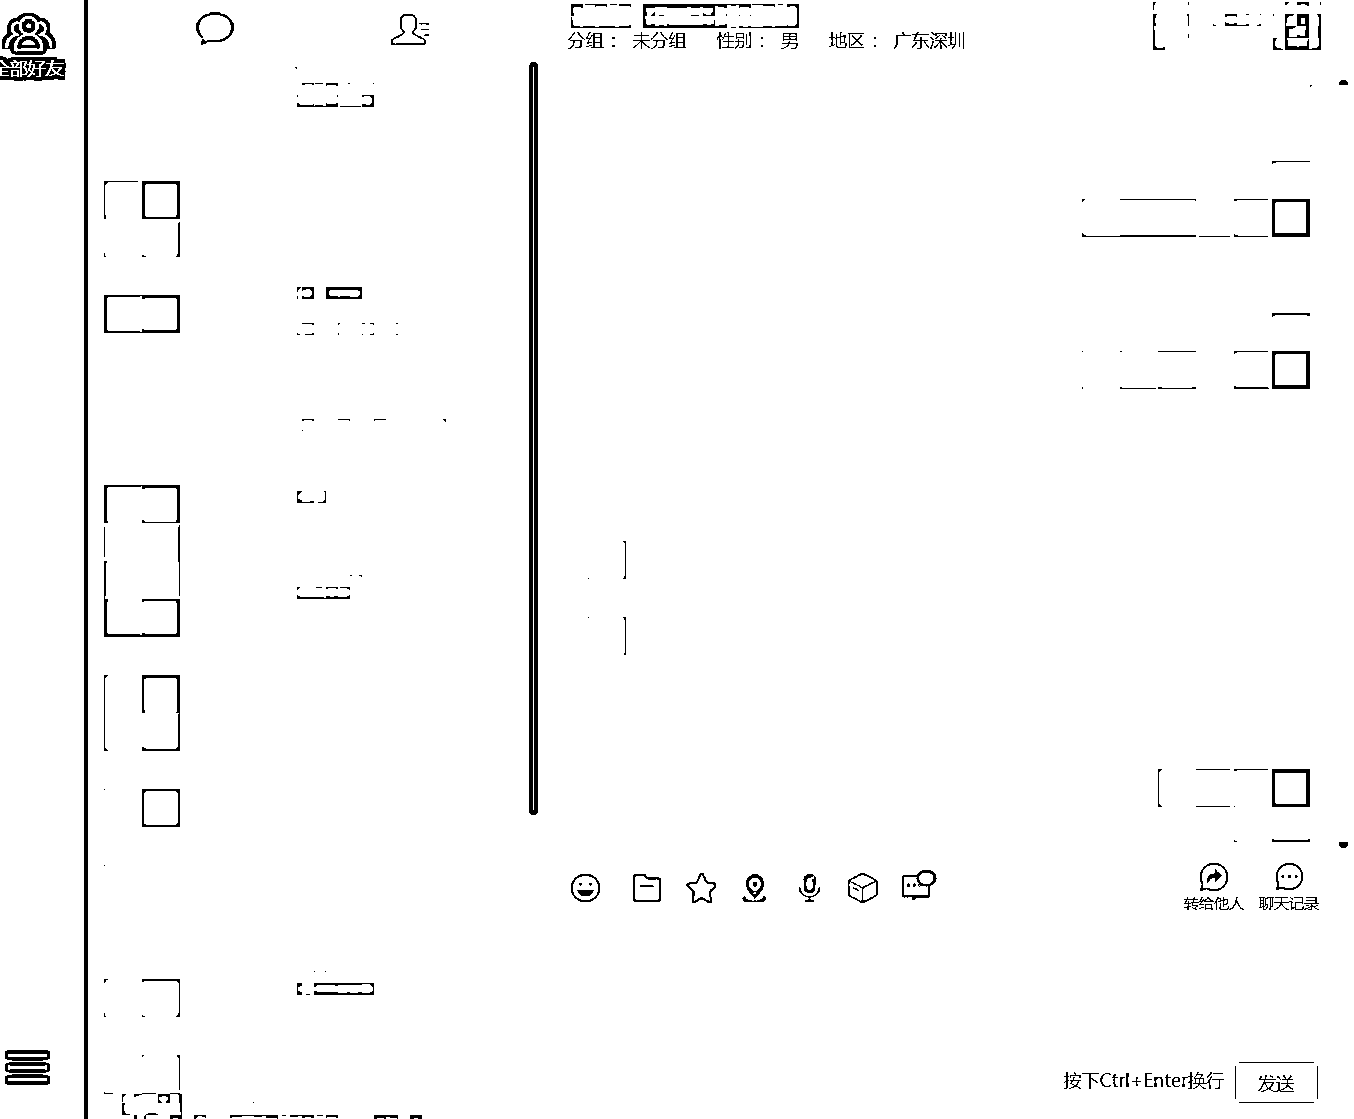 全部好友
分组： 未分组 性别： 男 地区： 广东深圳
转给他人 聊天记录
按下Ctrl+Enter换行 发送